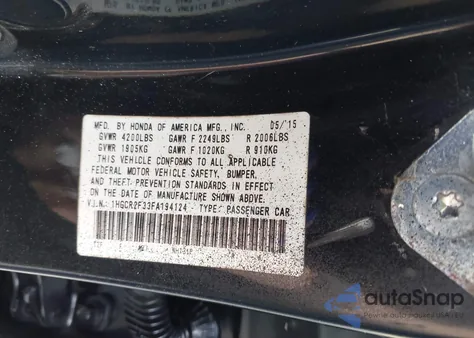 MFD. BY HONDA OF AMERICA MFG., INC. 05/'15
GVWR 4200LBS GAWR F 2249LBS R 2006LBS
GVWR 1905KG GAWR F 1020KG R 910KG
THIS VEHICLE CONFORMS TO ALL APPLICABLE
FEDERAL MOTOR VEHICLE SAFETY, BUMPER,
AND THEFT PREVENTION STANDARDS IN EFFECT
ON THE DATE OF MANUFACTURE SHOWN ABOVE.
V.I.N.: 1HGCR2F33FA194124 TYPE: PASSENGER CAR
autoSnap